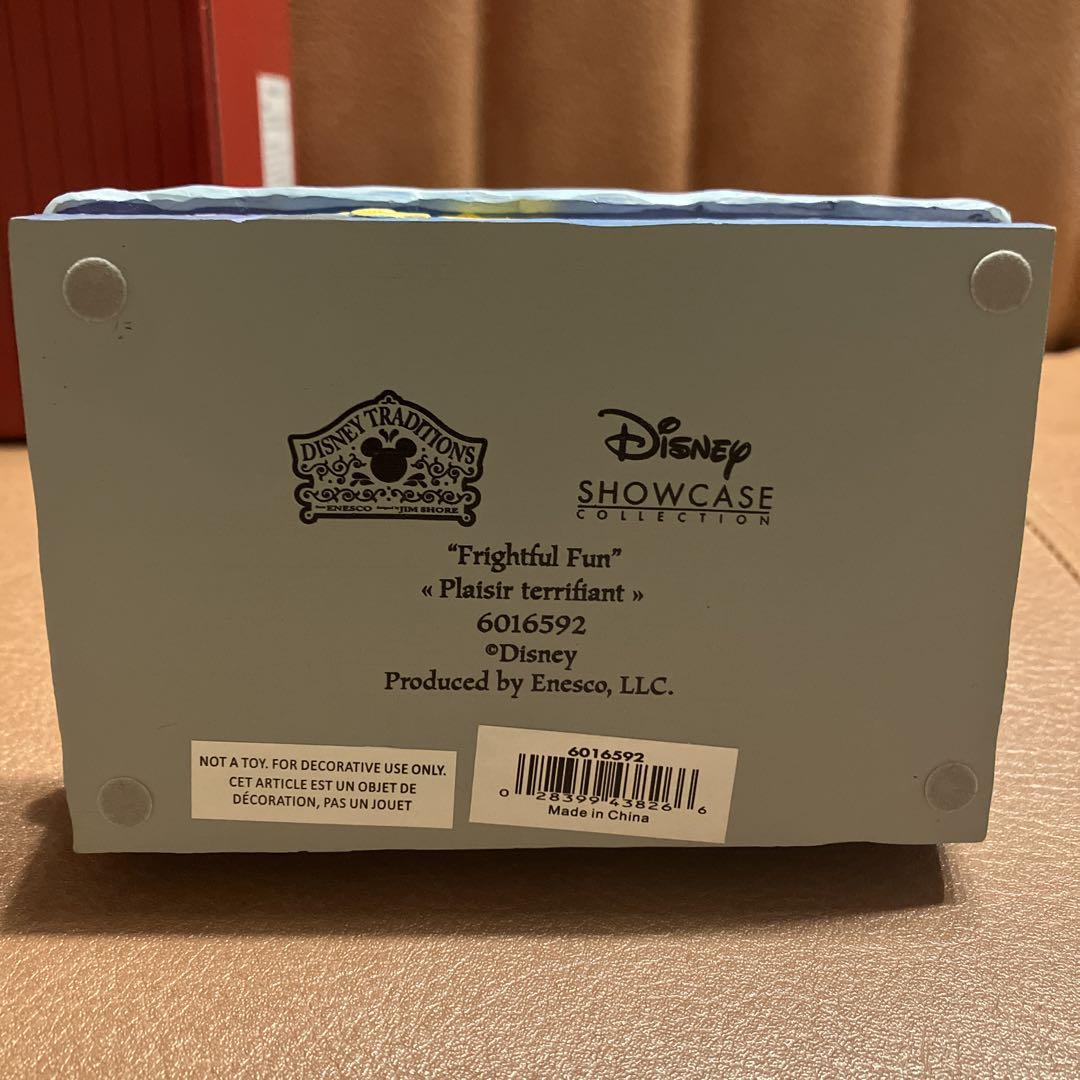 DISNEY TRADITIONS
ENESCO JIM SHORE
Disney
SHOWCASE
COLLECTION
“Frightful Fun”
« Plaisir terrifiant »
6016592
©Disney
Produced by Enesco, LLC.
NOT A TOY. FOR DECORATIVE USE ONLY.
CET ARTICLE EST UN OBJET DE
DÉCORATION, PAS UN JOUET
6016592
0 28399 43826 6
Made in China